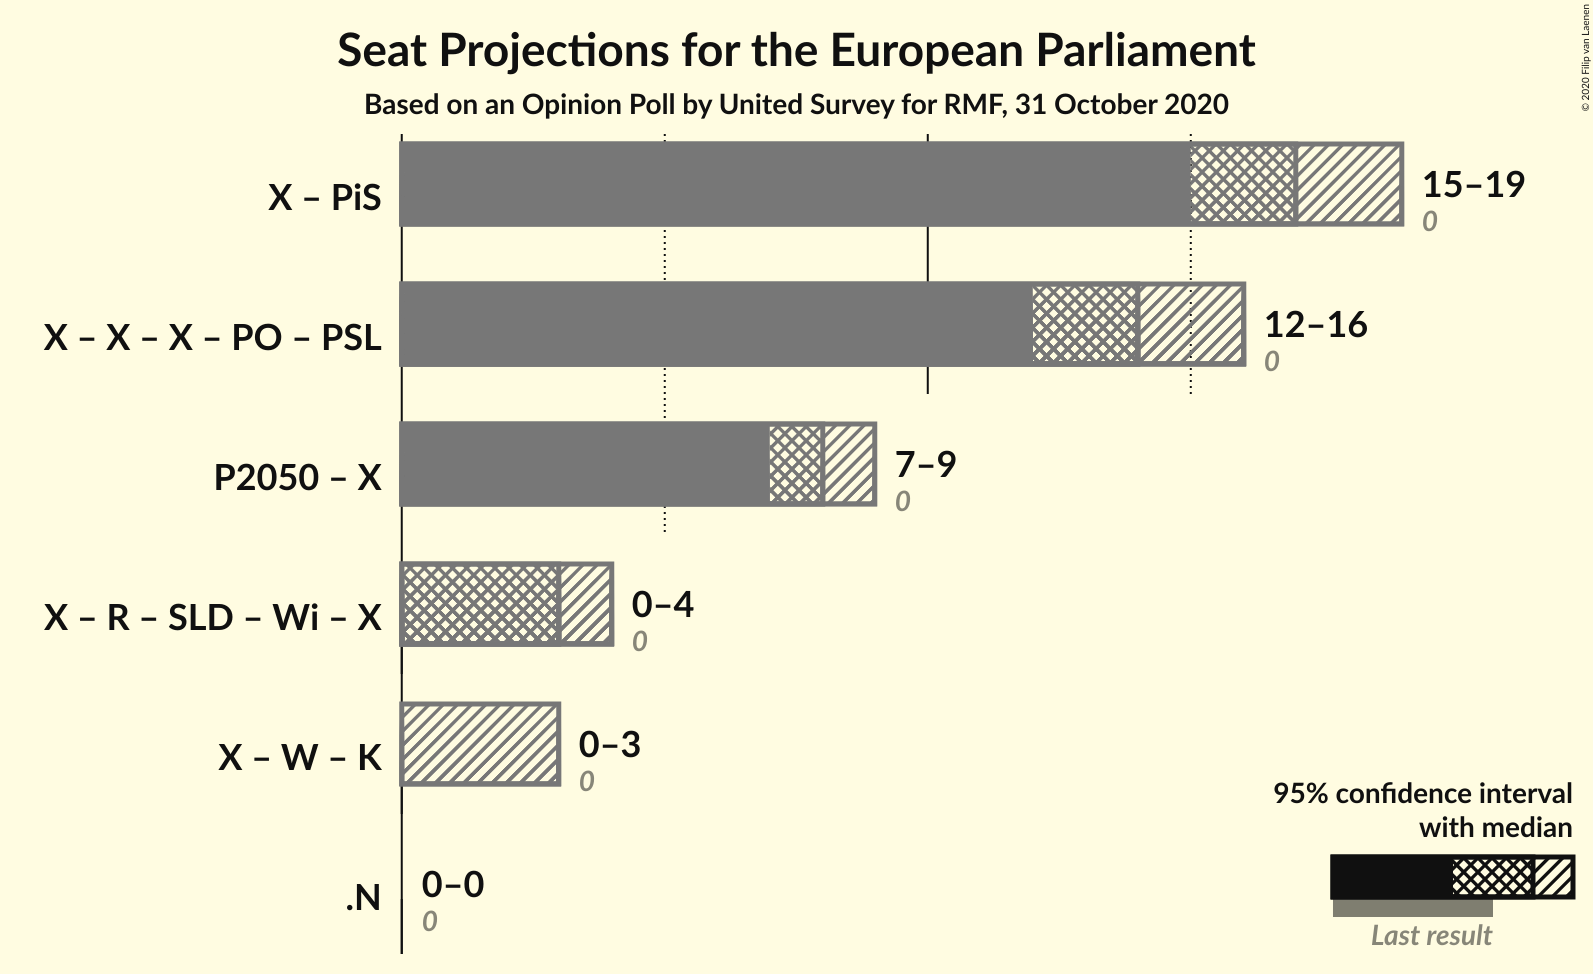 Seat Projections for the European Parliament
Based on an Opinion Poll by United Survey for RMF, 31 October 2020
© 2020 Filip van Laenen
X – PiS
15–19
0
X – X – X – PO – PSL
12–16
0
P2050 – X
7–9
0
X – R – SLD – Wi – X
0–4
0
X – W – K
0–3
0
.N
0–0
0
95% confidence interval
with median
Last result